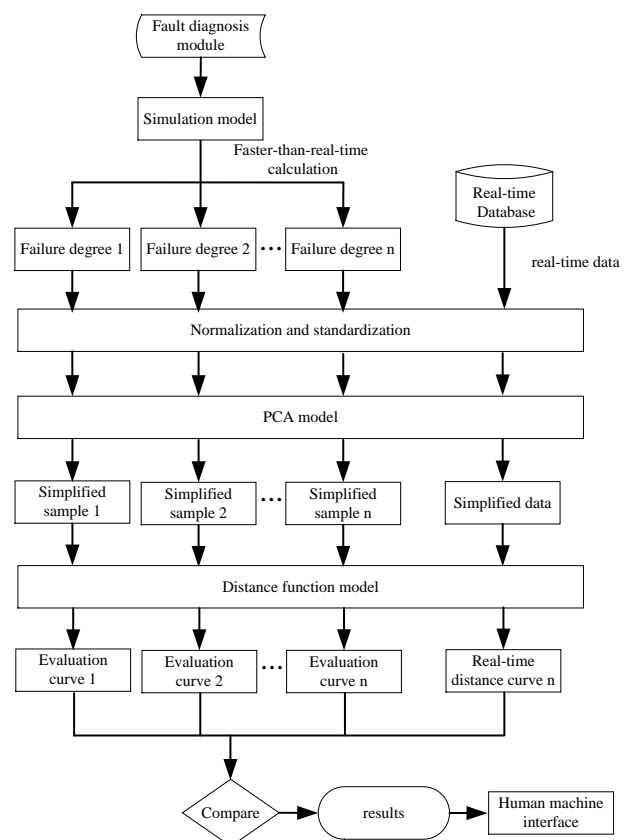 Fault diagnosis
module
Simulation model
Faster-than-real-time
calculation
Real-time
Database
Failure degree 1
Failure degree 2
...
Failure degree n
real-time data
Normalization and standardization
PCA model
Simplified
sample 1
Simplified
sample 2
...
Simplified
sample n
Simplified data
Distance function model
Evaluation
curve 1
Evaluation
curve 2
...
Evaluation
curve n
Real-time
distance curve n
Compare
results
Human machine
interface